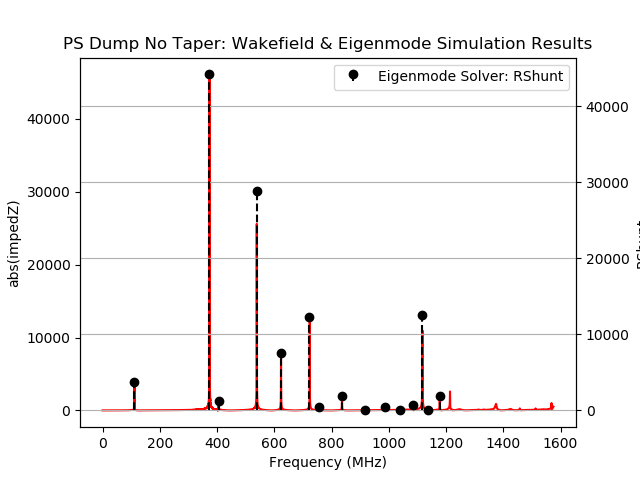 PS Dump No Taper: Wakefield & Eigenmode Simulation Results
Eigenmode Solver: RShunt
40000
30000
20000
10000
0
abs(impedZ)
40000
30000
20000
10000
0
0 200 400 600 800 1000 1200 1400 1600
Frequency (MHz)